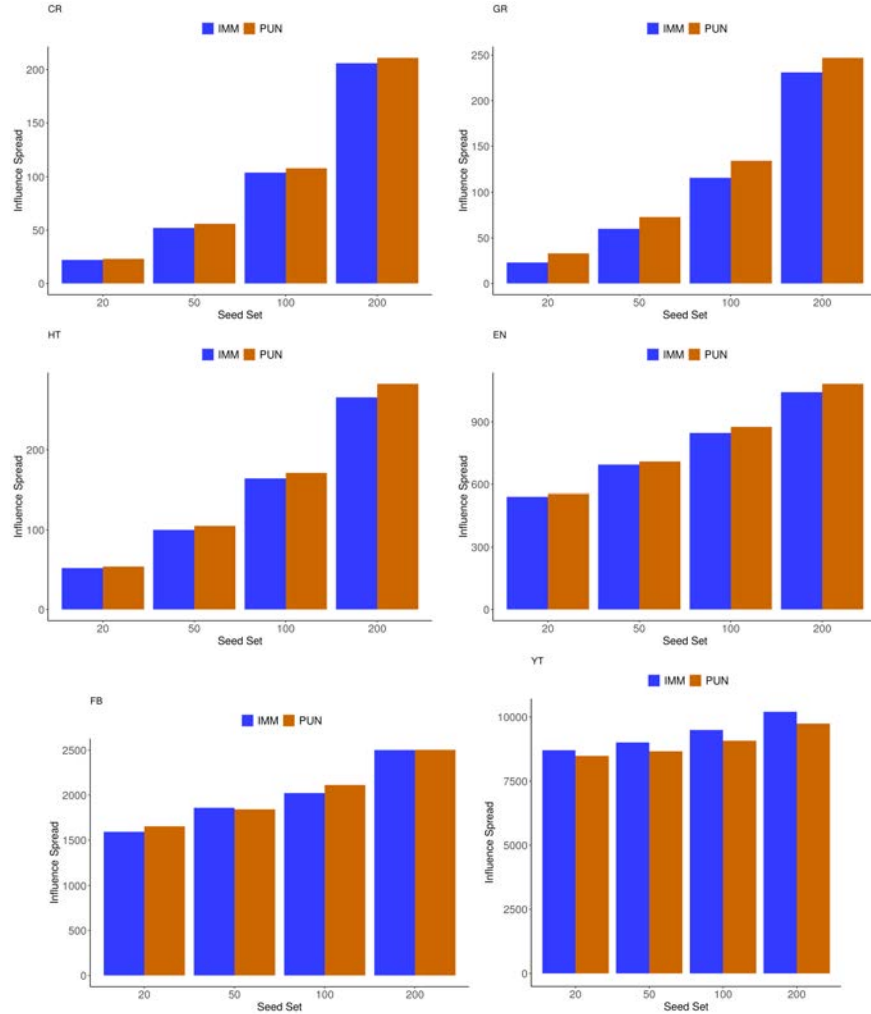 CR
IMM PUN
Influence Spread
200
150
100
50
0
20 50 100 200
Seed Set
GR
IMM PUN
Influence Spread
250
200
150
100
50
0
20 50 100 200
Seed Set
HT
IMM PUN
Influence Spread
200
100
0
20 50 100 200
Seed Set
EN
IMM PUN
Influence Spread
900
600
300
0
20 50 100 200
Seed Set
FB
IMM PUN
Influence Spread
2500
2000
1500
1000
500
0
20 50 100 200
Seed Set
YT
IMM PUN
Influence Spread
10000
7500
5000
2500
0
20 50 100 200
Seed Set